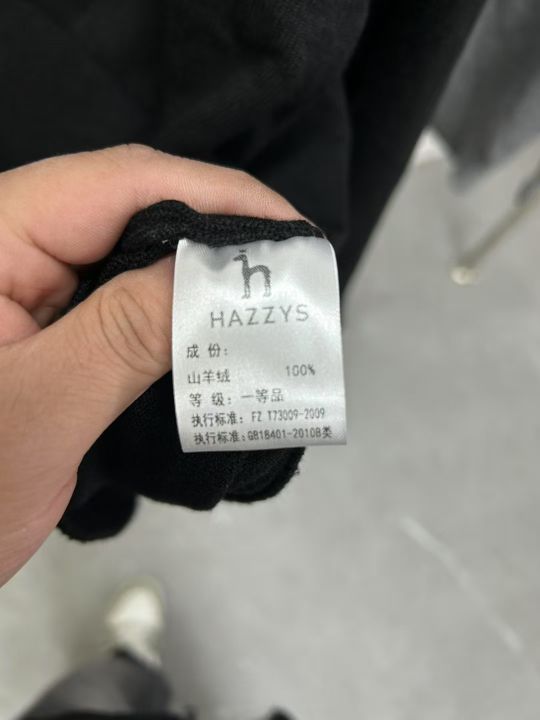 HAZZYS
成 份：
山羊绒 100%
等 级：一等品
执行标准：FZ T73009-2009
执行标准：GB18401-2010B类